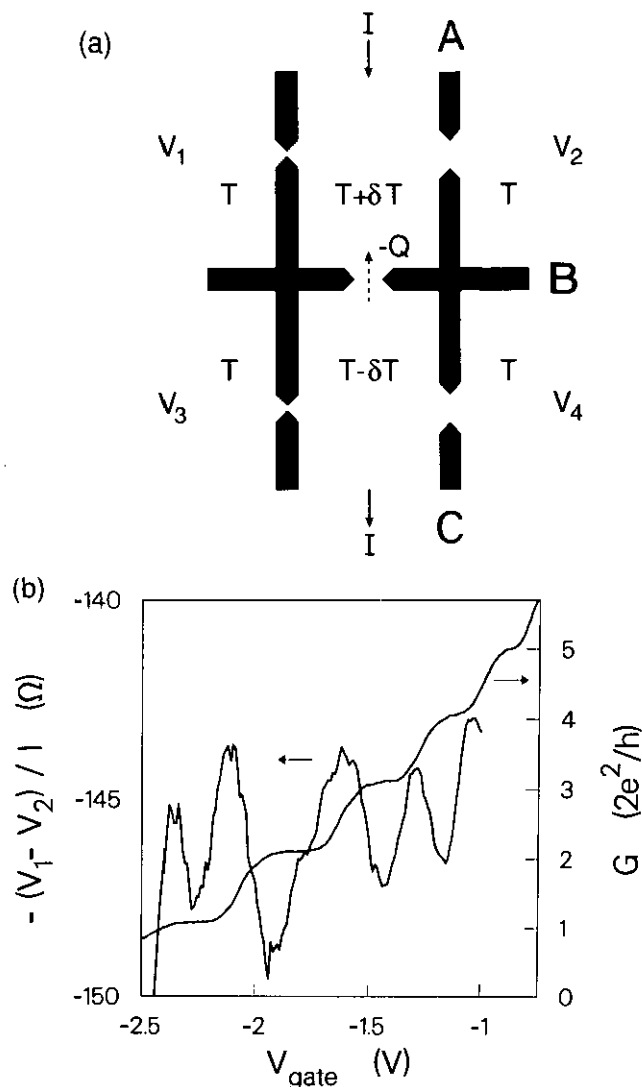 (a)
I
A
V₁
V₂
T
T+δT
T
-Q
B
T
T-δT
T
V₃
V₄
I
C
(b)
-140
-145
-150
- (V₁- V₂) / I (Ω)
5
4
3
2
1
0
G (2e²/h)
-2.5
-2
-1.5
-1
V_gate (V)